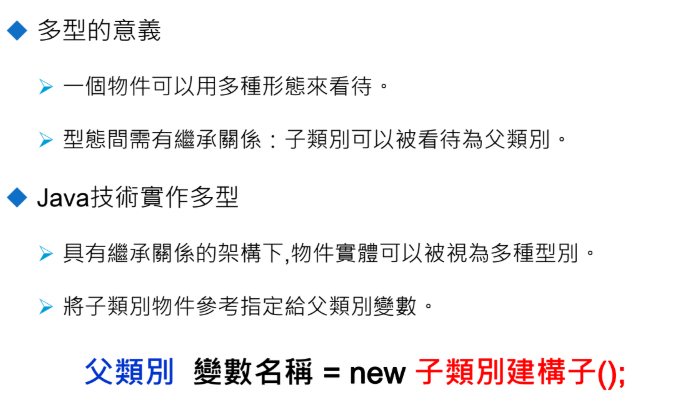 多型的意義
一個物件可以用多種形態來看待。
型態間需有繼承關係：子類別可以被看待為父類別。
Java技術實作多型
具有繼承關係的架構下,物件實體可以被視為多種型別。
將子類別物件參考指定給父類別變數。
父類別 變數名稱 = new 子類別建構子();